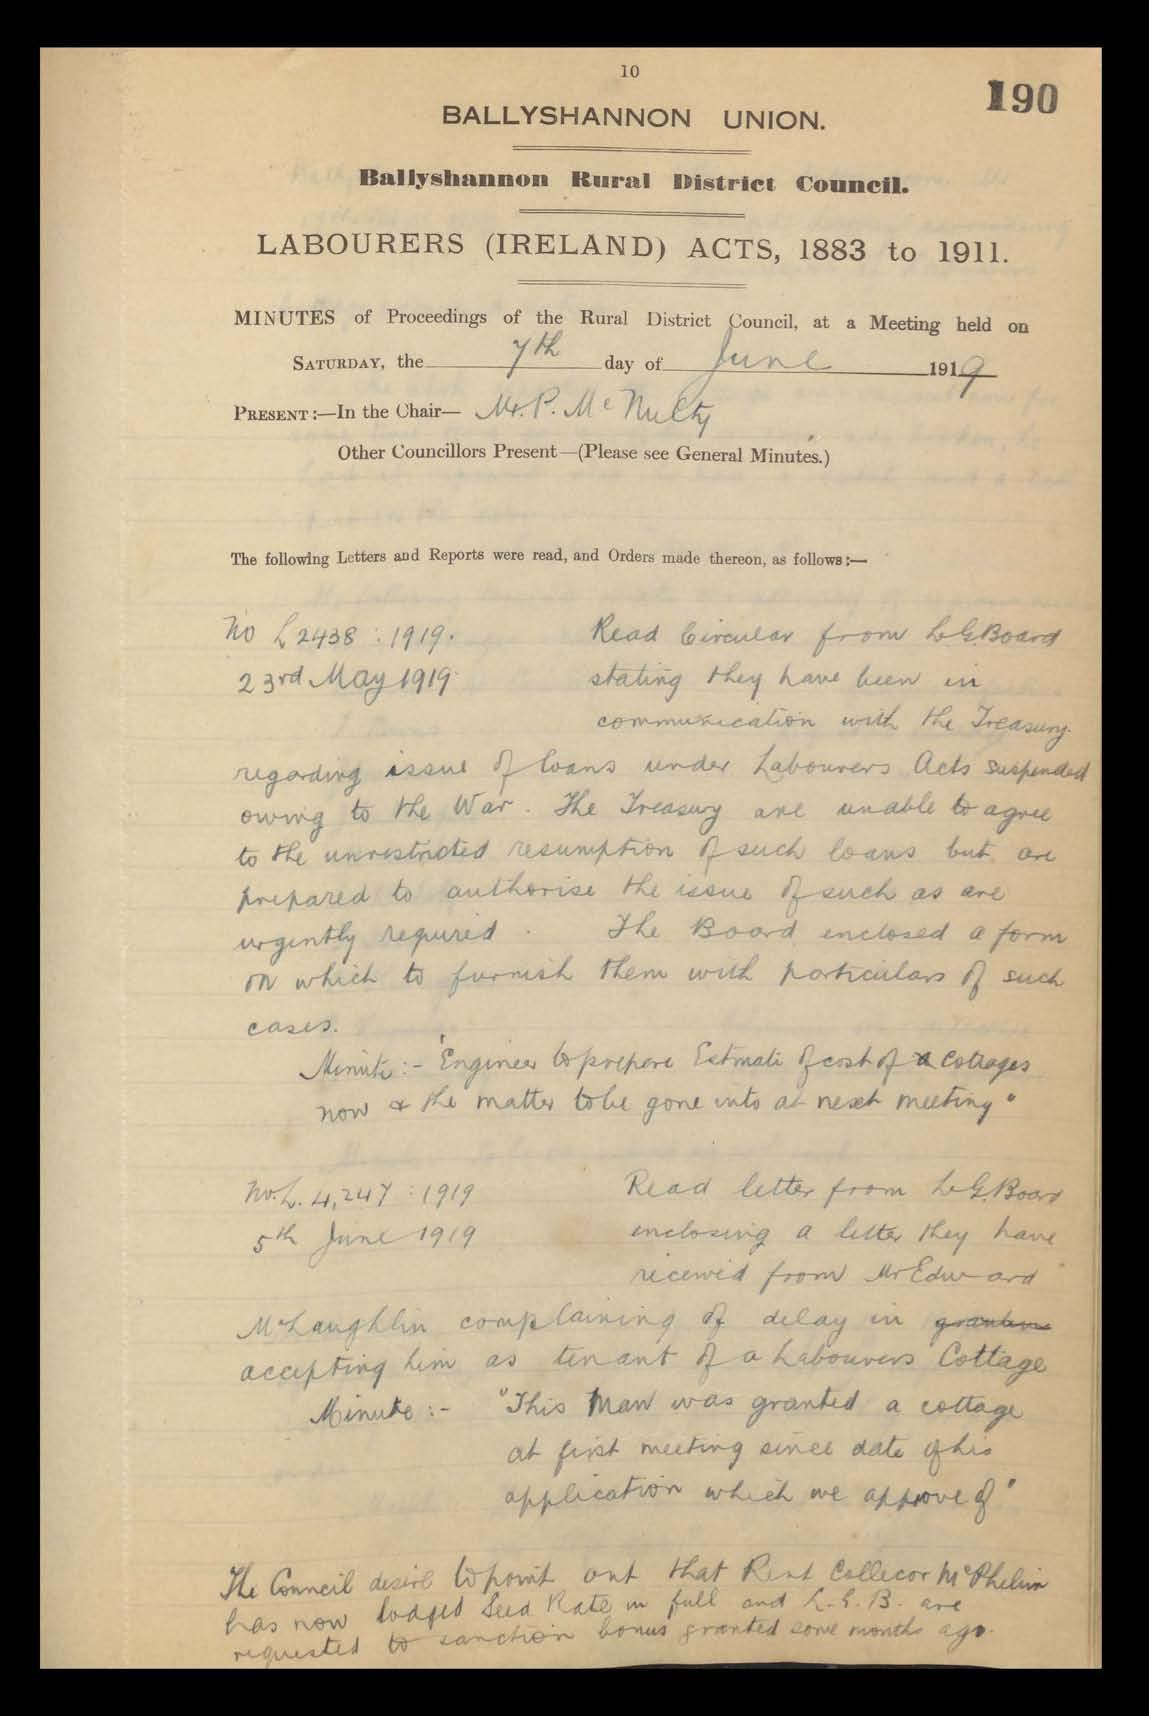 10
190
BALLYSHANNON UNION.
Ballyshannon Rural District Council.
LABOURERS (IRELAND) ACTS, 1883 to 1911.
MINUTES of Proceedings of the Rural District Council, at a Meeting held on
SATURDAY, the 7th day of June 1919
PRESENT:—In the Chair— Mr. P. McNulty
Other Councillors Present—(Please see General Minutes.)
The following Letters and Reports were read, and Orders made thereon, as follows:—
No L 2438 : 1919. Read Circular from L.G. Board
23rd May 1919 stating they have been in
communication with the Treasury
regarding issue of loans under Labourers Acts suspended
owing to the War. The Treasury are unable to agree
to the unrestricted resumption of such loans but are
prepared to authorise the issue of such as are
urgently required. The Board enclosed a form
on which to furnish them with particulars of such
cases.
Minute:- "Engineer to prepare Estimate of cost of Cottages
now & the matter to be gone into at next meeting"
No. L. 4,247 : 1919 Read letter from L.G. Board
5th June 1919 enclosing a letter they have
received from Mr Edward
McLaughlin complaining of delay in granting
accepting him as tenant of a Labourers Cottage
Minute:- "This Man was granted a cottage
at first meeting since date of his
application which we approve of"
The Council desire to point out that Rent Collecor McPhelim
has now lodged Seed Rate in full and L.G.B. are
requested to sanction bonus granted some months ago.